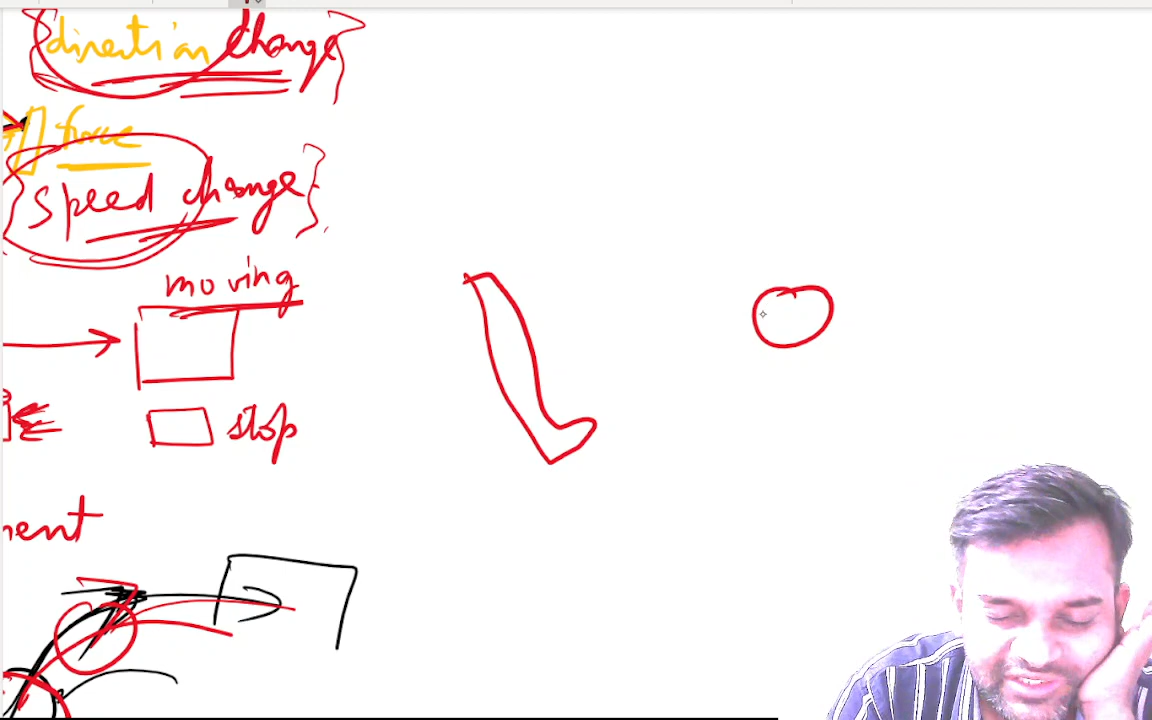 direction change
force
speed change
moving
stop
ment